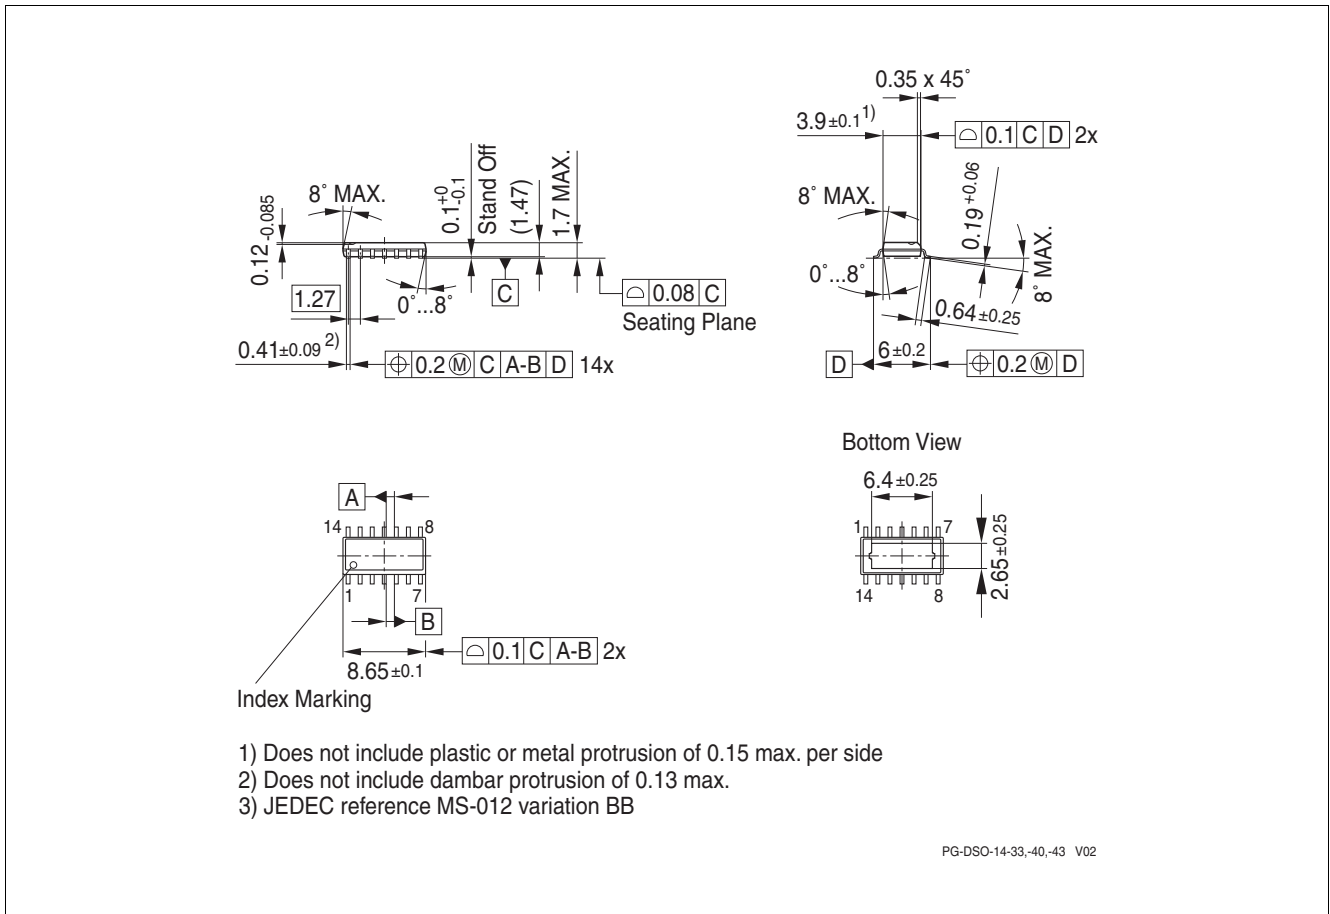 8° MAX.
0.12 -0.085
0.1 +0 -0.1
Stand Off
(1.47)
1.7 MAX.
1.27
0°...8°
C
0.08 C
Seating Plane
0.41±0.09 2)
0.2 Ⓜ C A-B D 14x
0.35 x 45°
3.9±0.1 1)
0.1 C D 2x
8° MAX.
0.19 +0.06
8° MAX.
0°...8°
0.64±0.25
D
6±0.2
0.2 Ⓜ D
A
14 8
1 7
B
0.1 C A-B 2x
8.65±0.1
Index Marking
Bottom View
6.4±0.25
1 7
2.65±0.25
14 8
1) Does not include plastic or metal protrusion of 0.15 max. per side
2) Does not include dambar protrusion of 0.13 max.
3) JEDEC reference MS-012 variation BB
PG-DSO-14-33,-40,-43 V02